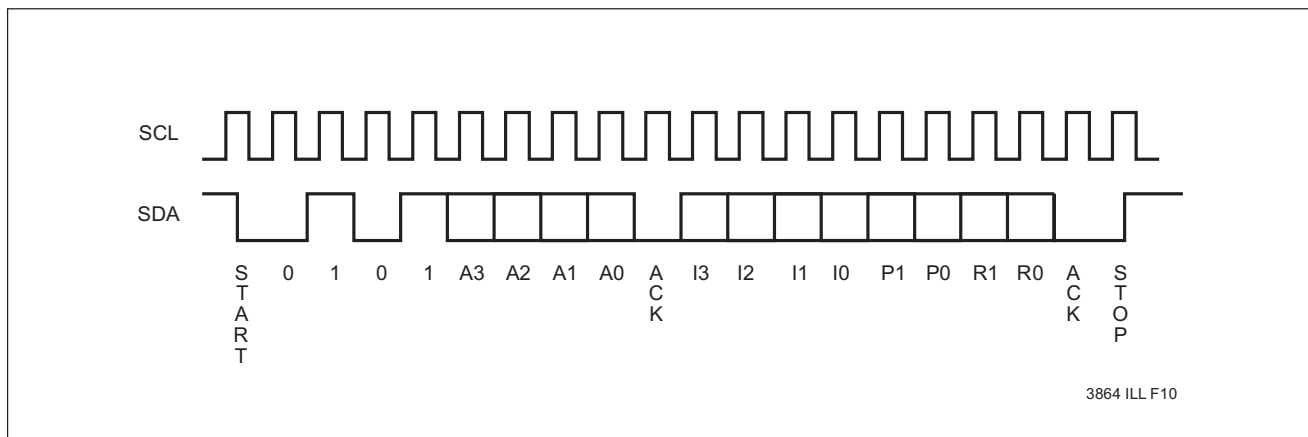 SCL
SDA
START 0 1 0 1 A3 A2 A1 A0 ACK I3 I2 I1 I0 P1 P0 R1 R0 ACK STOP
3864 ILL F10